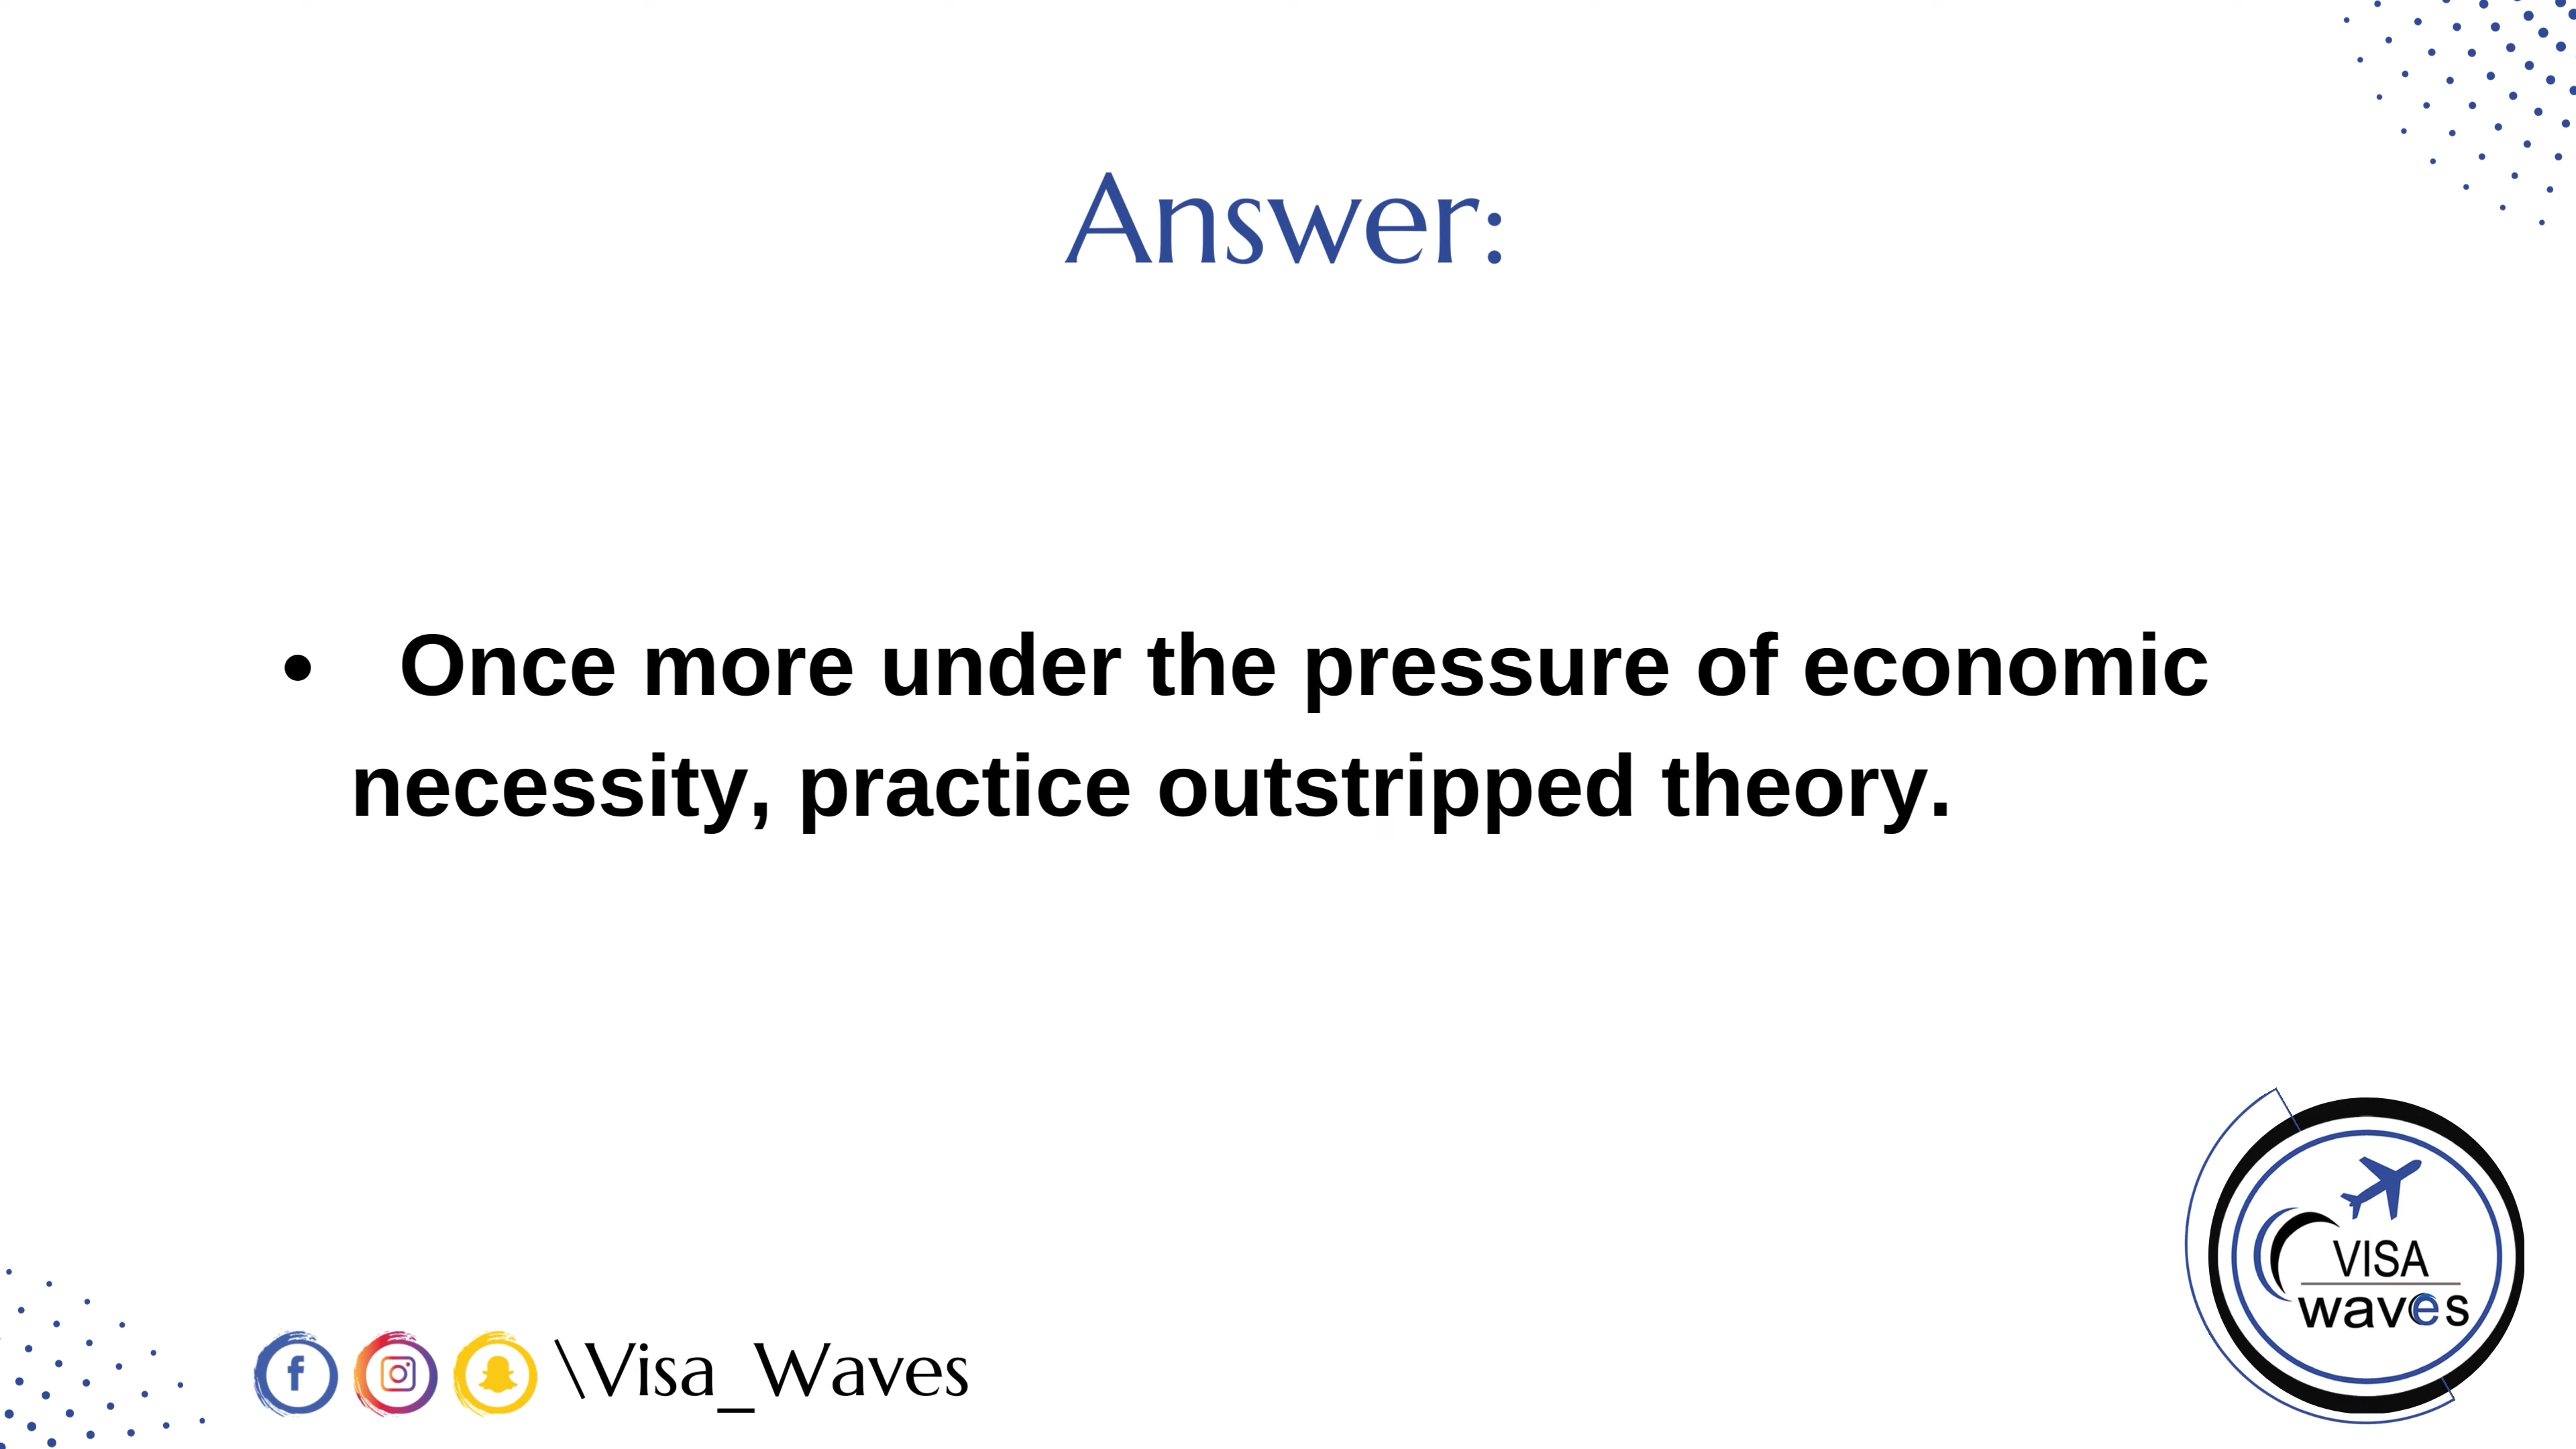 Answer:
• Once more under the pressure of economic
necessity, practice outstripped theory.
\Visa_Waves
VISA
waves